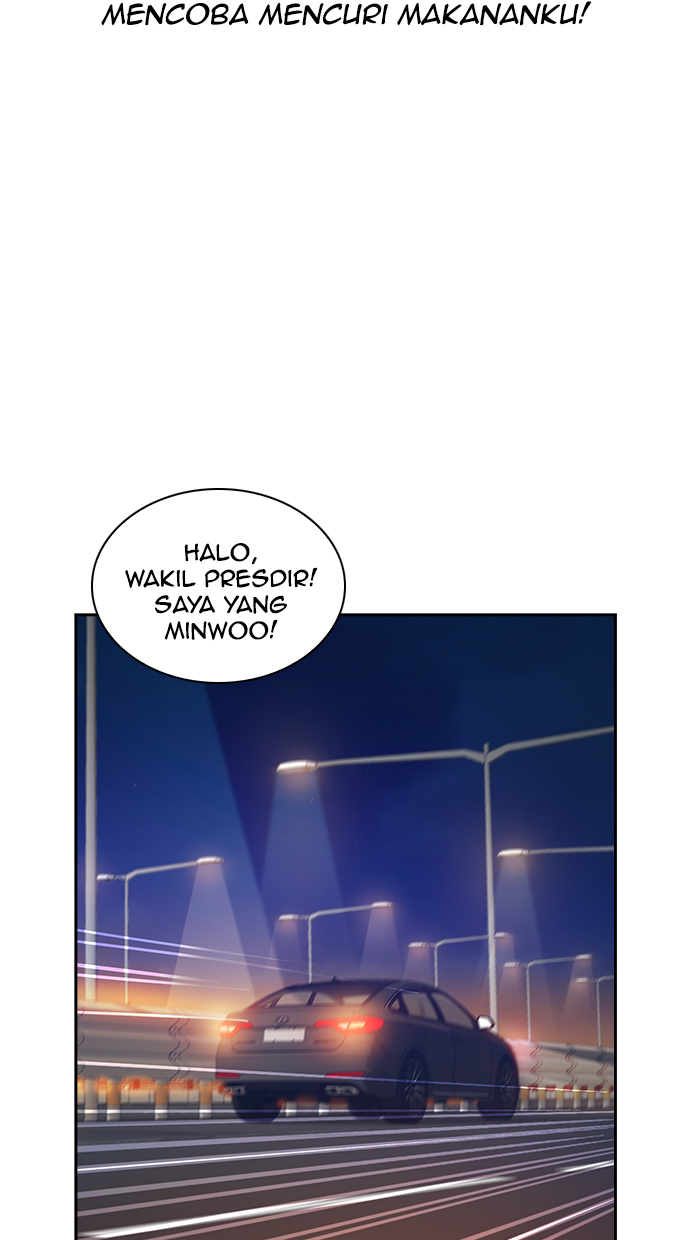 MENCOBA MENCURI MAKANANKU!
HALO,
WAKIL PRESDIR!
SAYA YANG
MINWOO!